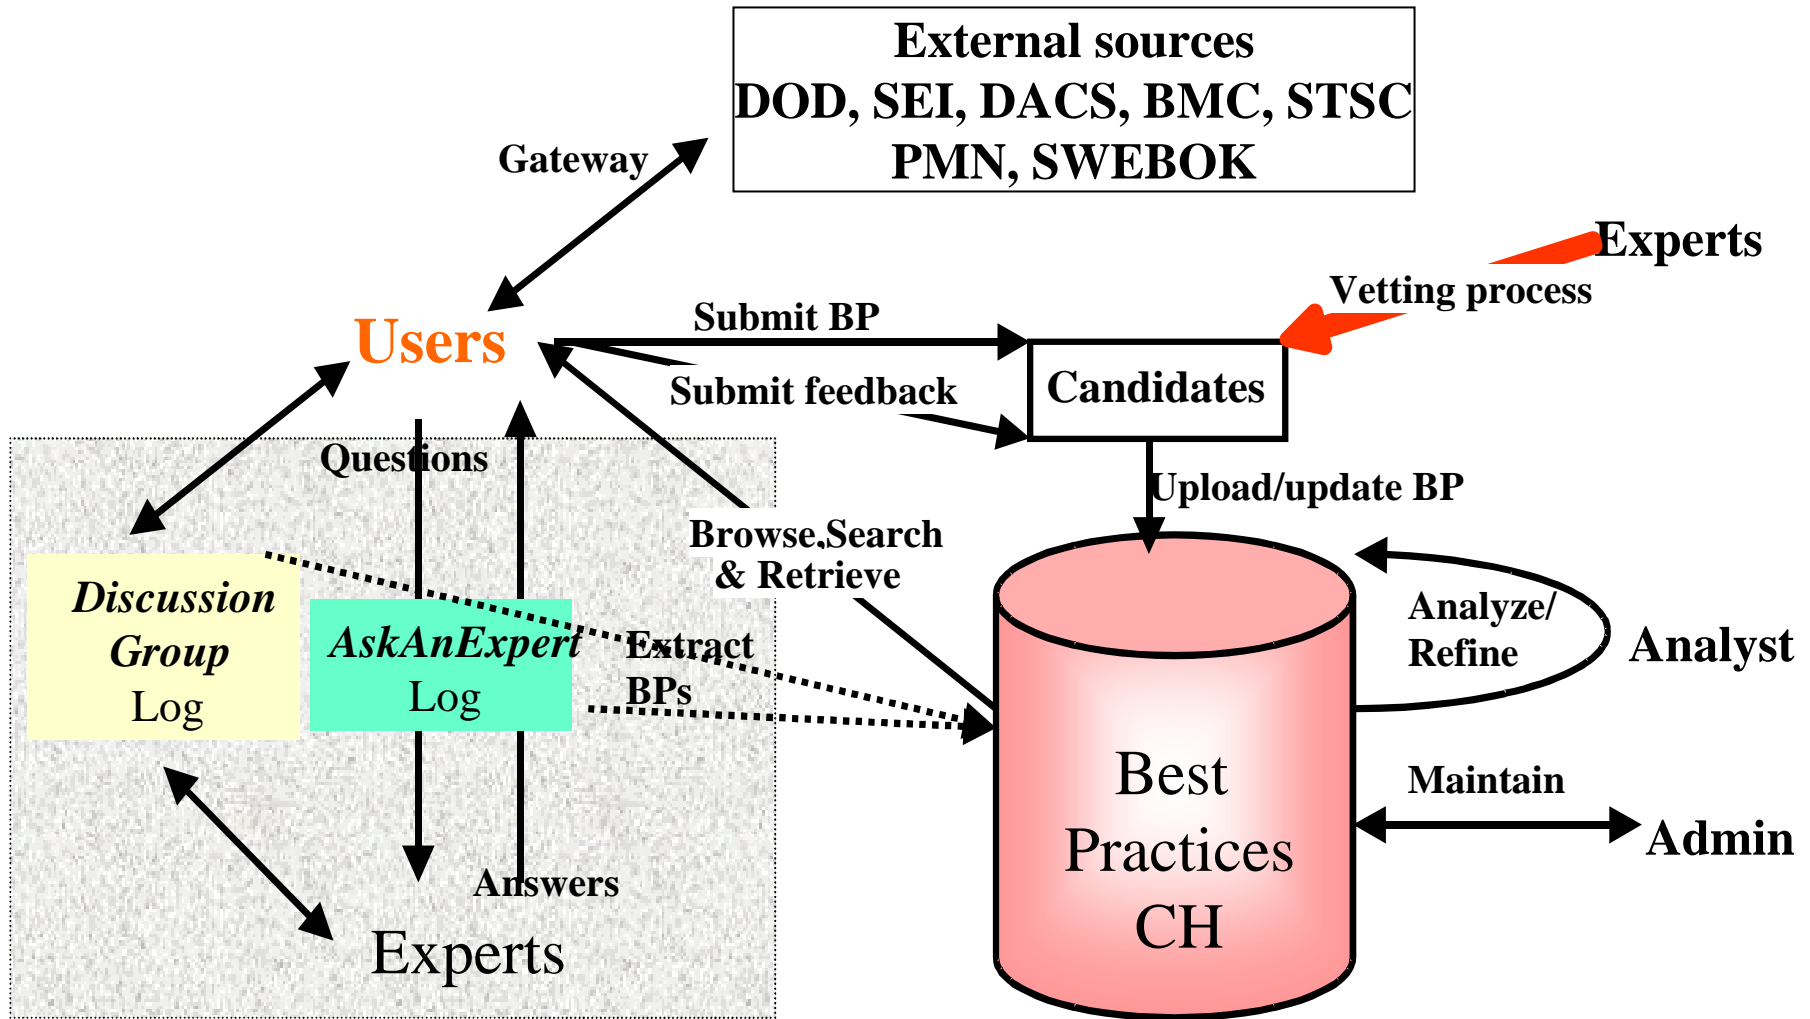 External sources
DOD, SEI, DACS, BMC, STSC
PMN, SWEBOK
Gateway
Experts
Vetting process
Submit BP
Users
Submit feedback
Candidates
Questions
Upload/update BP
Browse,Search
& Retrieve
Discussion
Group
Log
AskAnExpert
Log
Extract
BPs
Analyze/
Refine
Analyst
Best
Practices
CH
Maintain
Admin
Answers
Experts